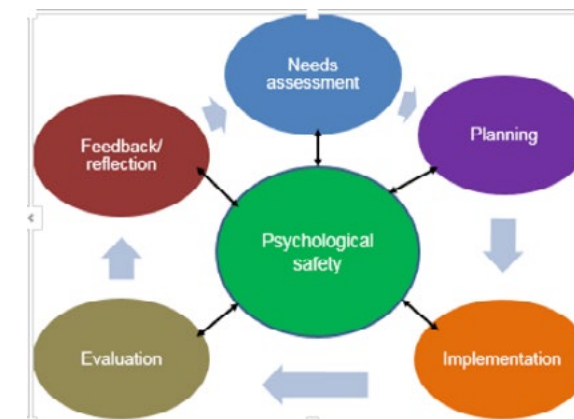 Needs
assessment
Planning
Implementation
Evaluation
Feedback/
reflection
Psychological
safety